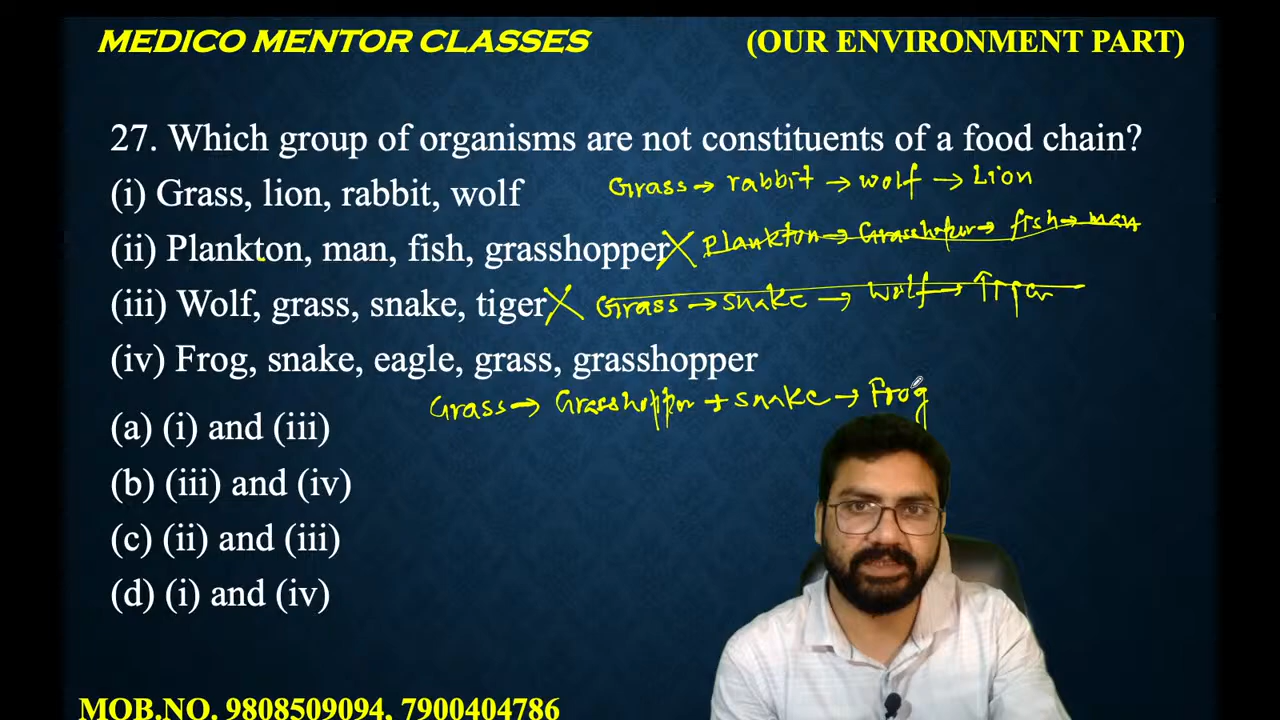 MEDICO MENTOR CLASSES (OUR ENVIRONMENT PART)
27. Which group of organisms are not constituents of a food chain?
(i) Grass, lion, rabbit, wolf Grass → rabbit → wolf → Lion
(ii) Plankton, man, fish, grasshopper X Plankton → Grasshoper → fish → man
(iii) Wolf, grass, snake, tiger X Grass → snake → wolf → Tiger
(iv) Frog, snake, eagle, grass, grasshopper
Grass → Grasshopper → snake → Frog
(a) (i) and (iii)
(b) (iii) and (iv)
(c) (ii) and (iii)
(d) (i) and (iv)
MOB.NO. 9808509094, 7900404786